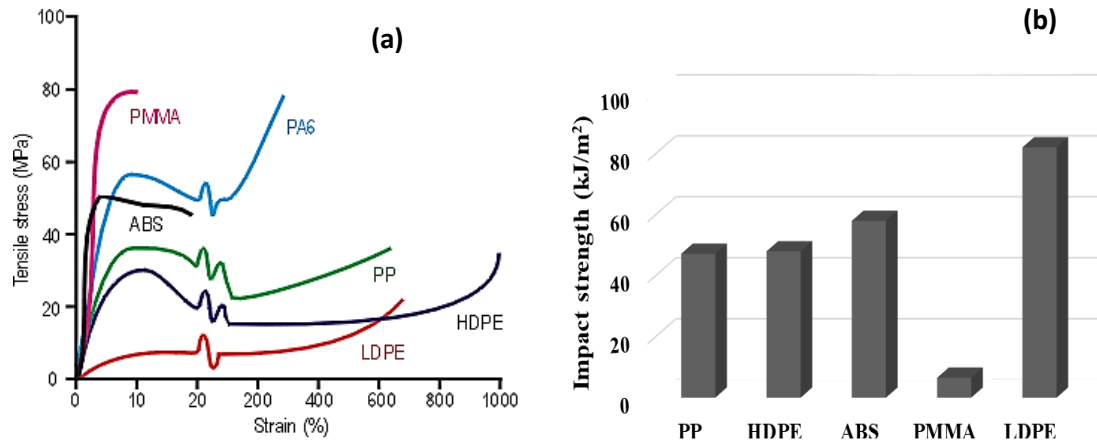 (a)
Tensile stress (MPa)
100
80
60
40
20
0
PMMA
PA6
ABS
PP
HDPE
LDPE
0 10 20 200 400 600 800 1000
Strain (%)
(b)
Impact strength (kJ/m²)
100
80
60
40
20
0
PP HDPE ABS PMMA LDPE